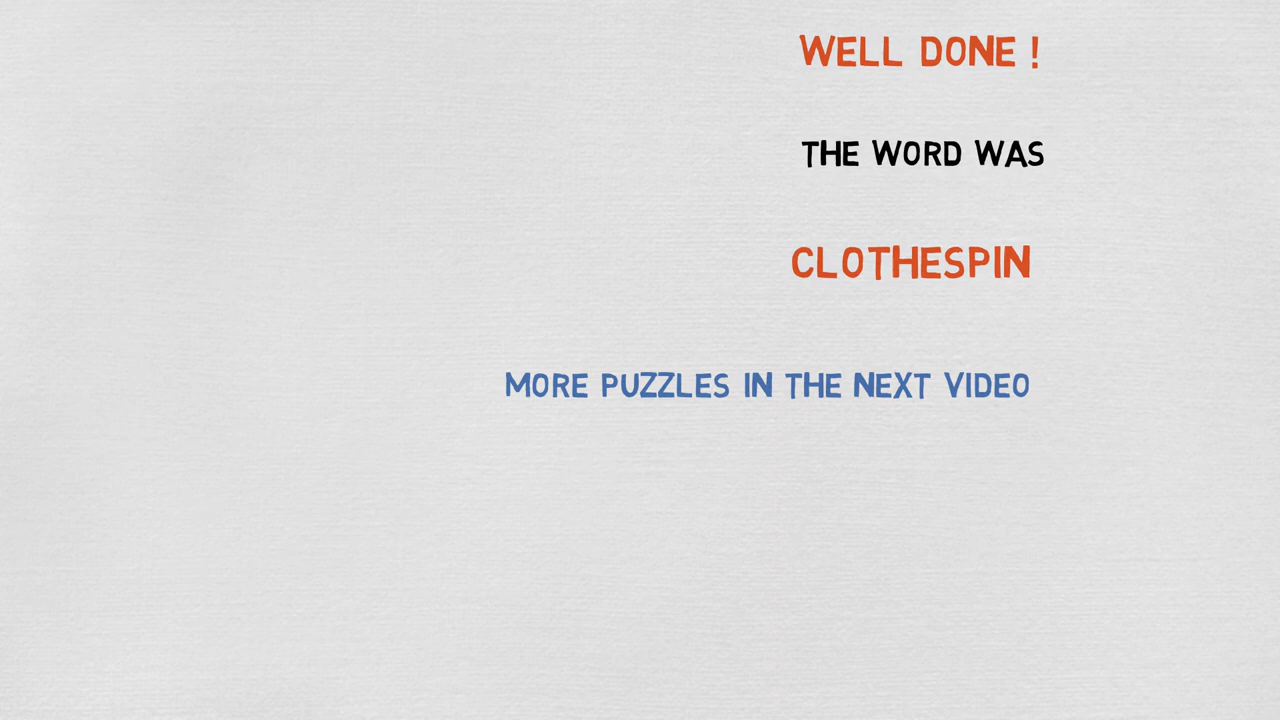 WELL DONE !
THE WORD WAS
CLOTHESPIN
MORE PUZZLES IN THE NEXT VIDEO